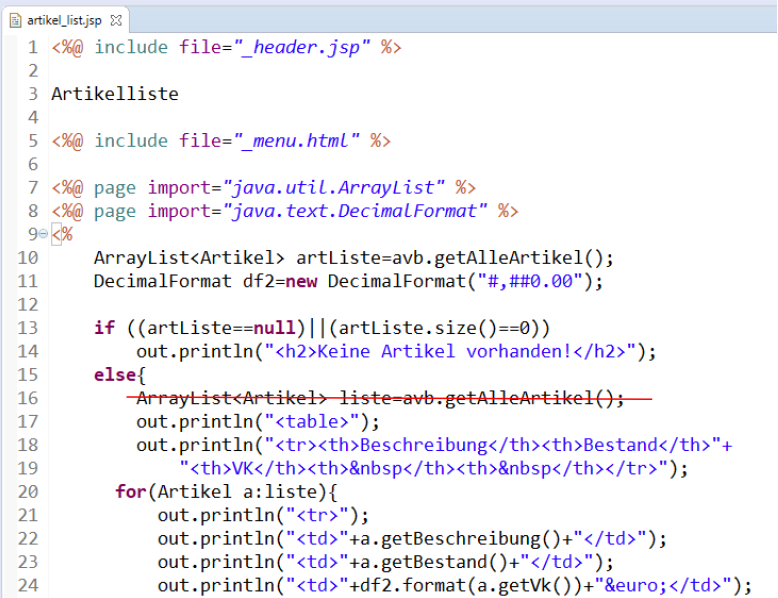 artikel_list.jsp
1 <%@ include file="_header.jsp" %>
2
3 Artikelliste
4
5 <%@ include file="_menu.html" %>
6
7 <%@ page import="java.util.ArrayList" %>
8 <%@ page import="java.text.DecimalFormat" %>
9 <%
10 ArrayList<Artikel> artListe=avb.getAlleArtikel();
11 DecimalFormat df2=new DecimalFormat("#,##0.00");
12
13 if ((artListe==null)||(artListe.size()==0))
14 out.println("<h2>Keine Artikel vorhanden!</h2>");
15 else{
16 ArrayList<Artikel> liste=avb.getAlleArtikel();
17 out.println("<table>");
18 out.println("<tr><th>Beschreibung</th><th>Bestand</th>"+
19 "<th>VK</th><th>&nbsp</th><th>&nbsp</th></tr>");
20 for(Artikel a:liste){
21 out.println("<tr>");
22 out.println("<td>"+a.getBeschreibung()+"</td>");
23 out.println("<td>"+a.getBestand()+"</td>");
24 out.println("<td>"+df2.format(a.getVk())+"&euro;</td>");